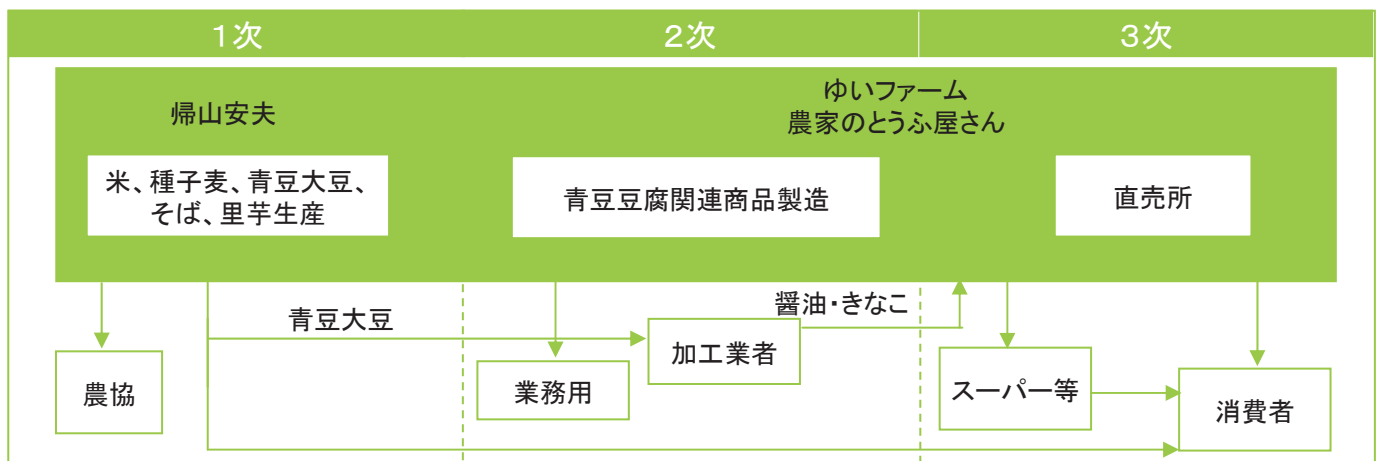 1次
2次
3次
帰山安夫
ゆいファーム
農家のとうふ屋さん
米、種子麦、青豆大豆、
そば、里芋生産
青豆豆腐関連商品製造
直売所
青豆大豆
醤油・きなこ
農協
業務用
加工業者
スーパー等
消費者